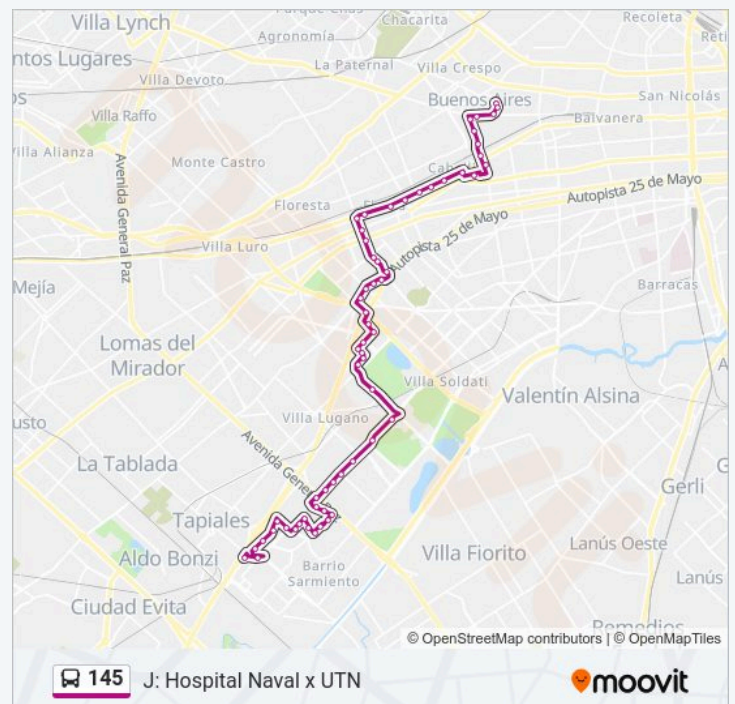 Parque Chas
Chacarita
Recoleta
Villa Lynch
Agronomía
Reti
ntos Lugares
La Paternal
Villa Crespo
Villa Devoto
Buenos Aires
San Nicolás
os
Villa Raffo
Balvanera
Villa Alianza
Monte Castro
Avenida General Paz
Autopista 25 de Mayo
Floresta
Autopista 25 de Mayo
Villa Luro
Mejía
Barracas
Lomas del
Mirador
Villa Soldati
Valentín Alsina
usto
Villa Lugano
La Tablada
Gerli
Tapiales
Aldo Bonzi
Villa Fiorito
Lanús Oeste
Barrio
Sarmiento
Lanús
Ciudad Evita
Remedios
© OpenStreetMap contributors | © OpenMapTiles
145
J: Hospital Naval x UTN
moovit